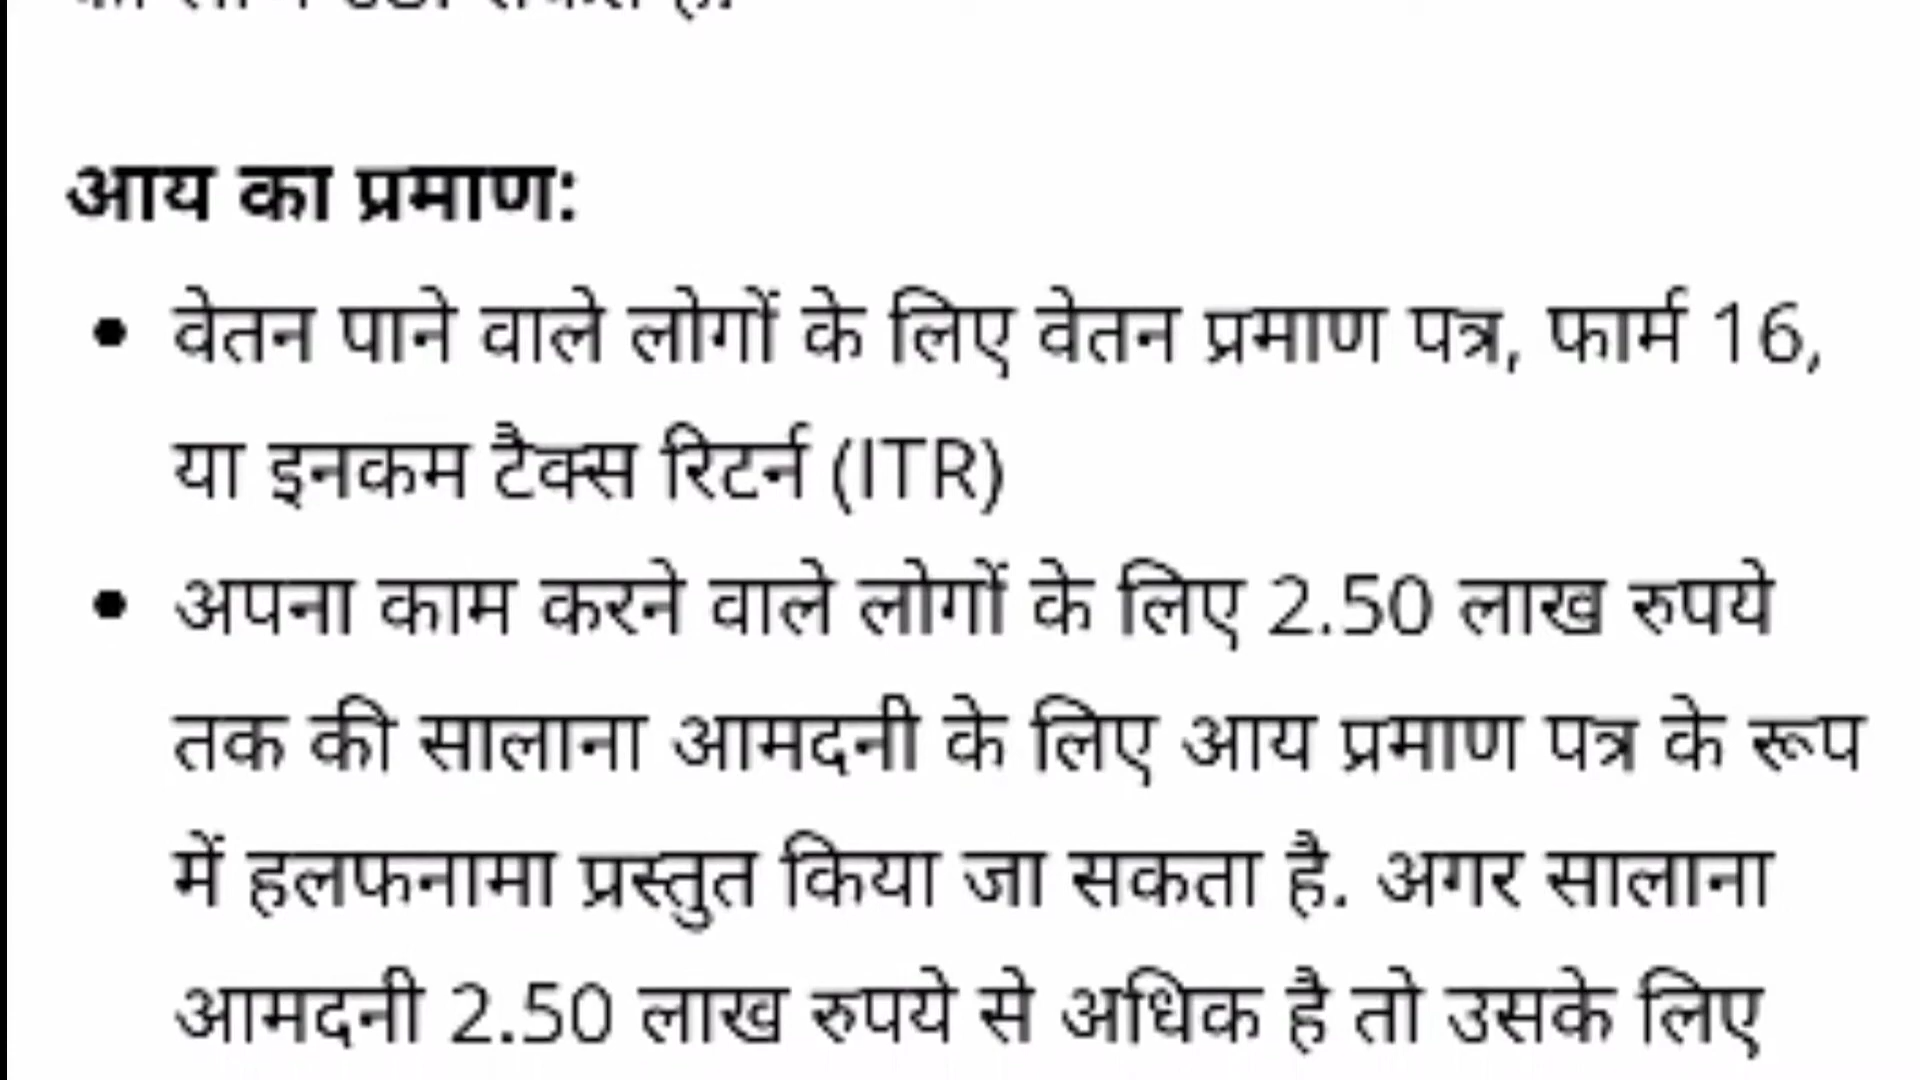 आय का प्रमाण:
• वेतन पाने वाले लोगों के लिए वेतन प्रमाण पत्र, फार्म 16,
या इनकम टैक्स रिटर्न (ITR)
• अपना काम करने वाले लोगों के लिए 2.50 लाख रुपये
तक की सालाना आमदनी के लिए आय प्रमाण पत्र के रूप
में हलफनामा प्रस्तुत किया जा सकता है. अगर सालाना
आमदनी 2.50 लाख रुपये से अधिक है तो उसके लिए